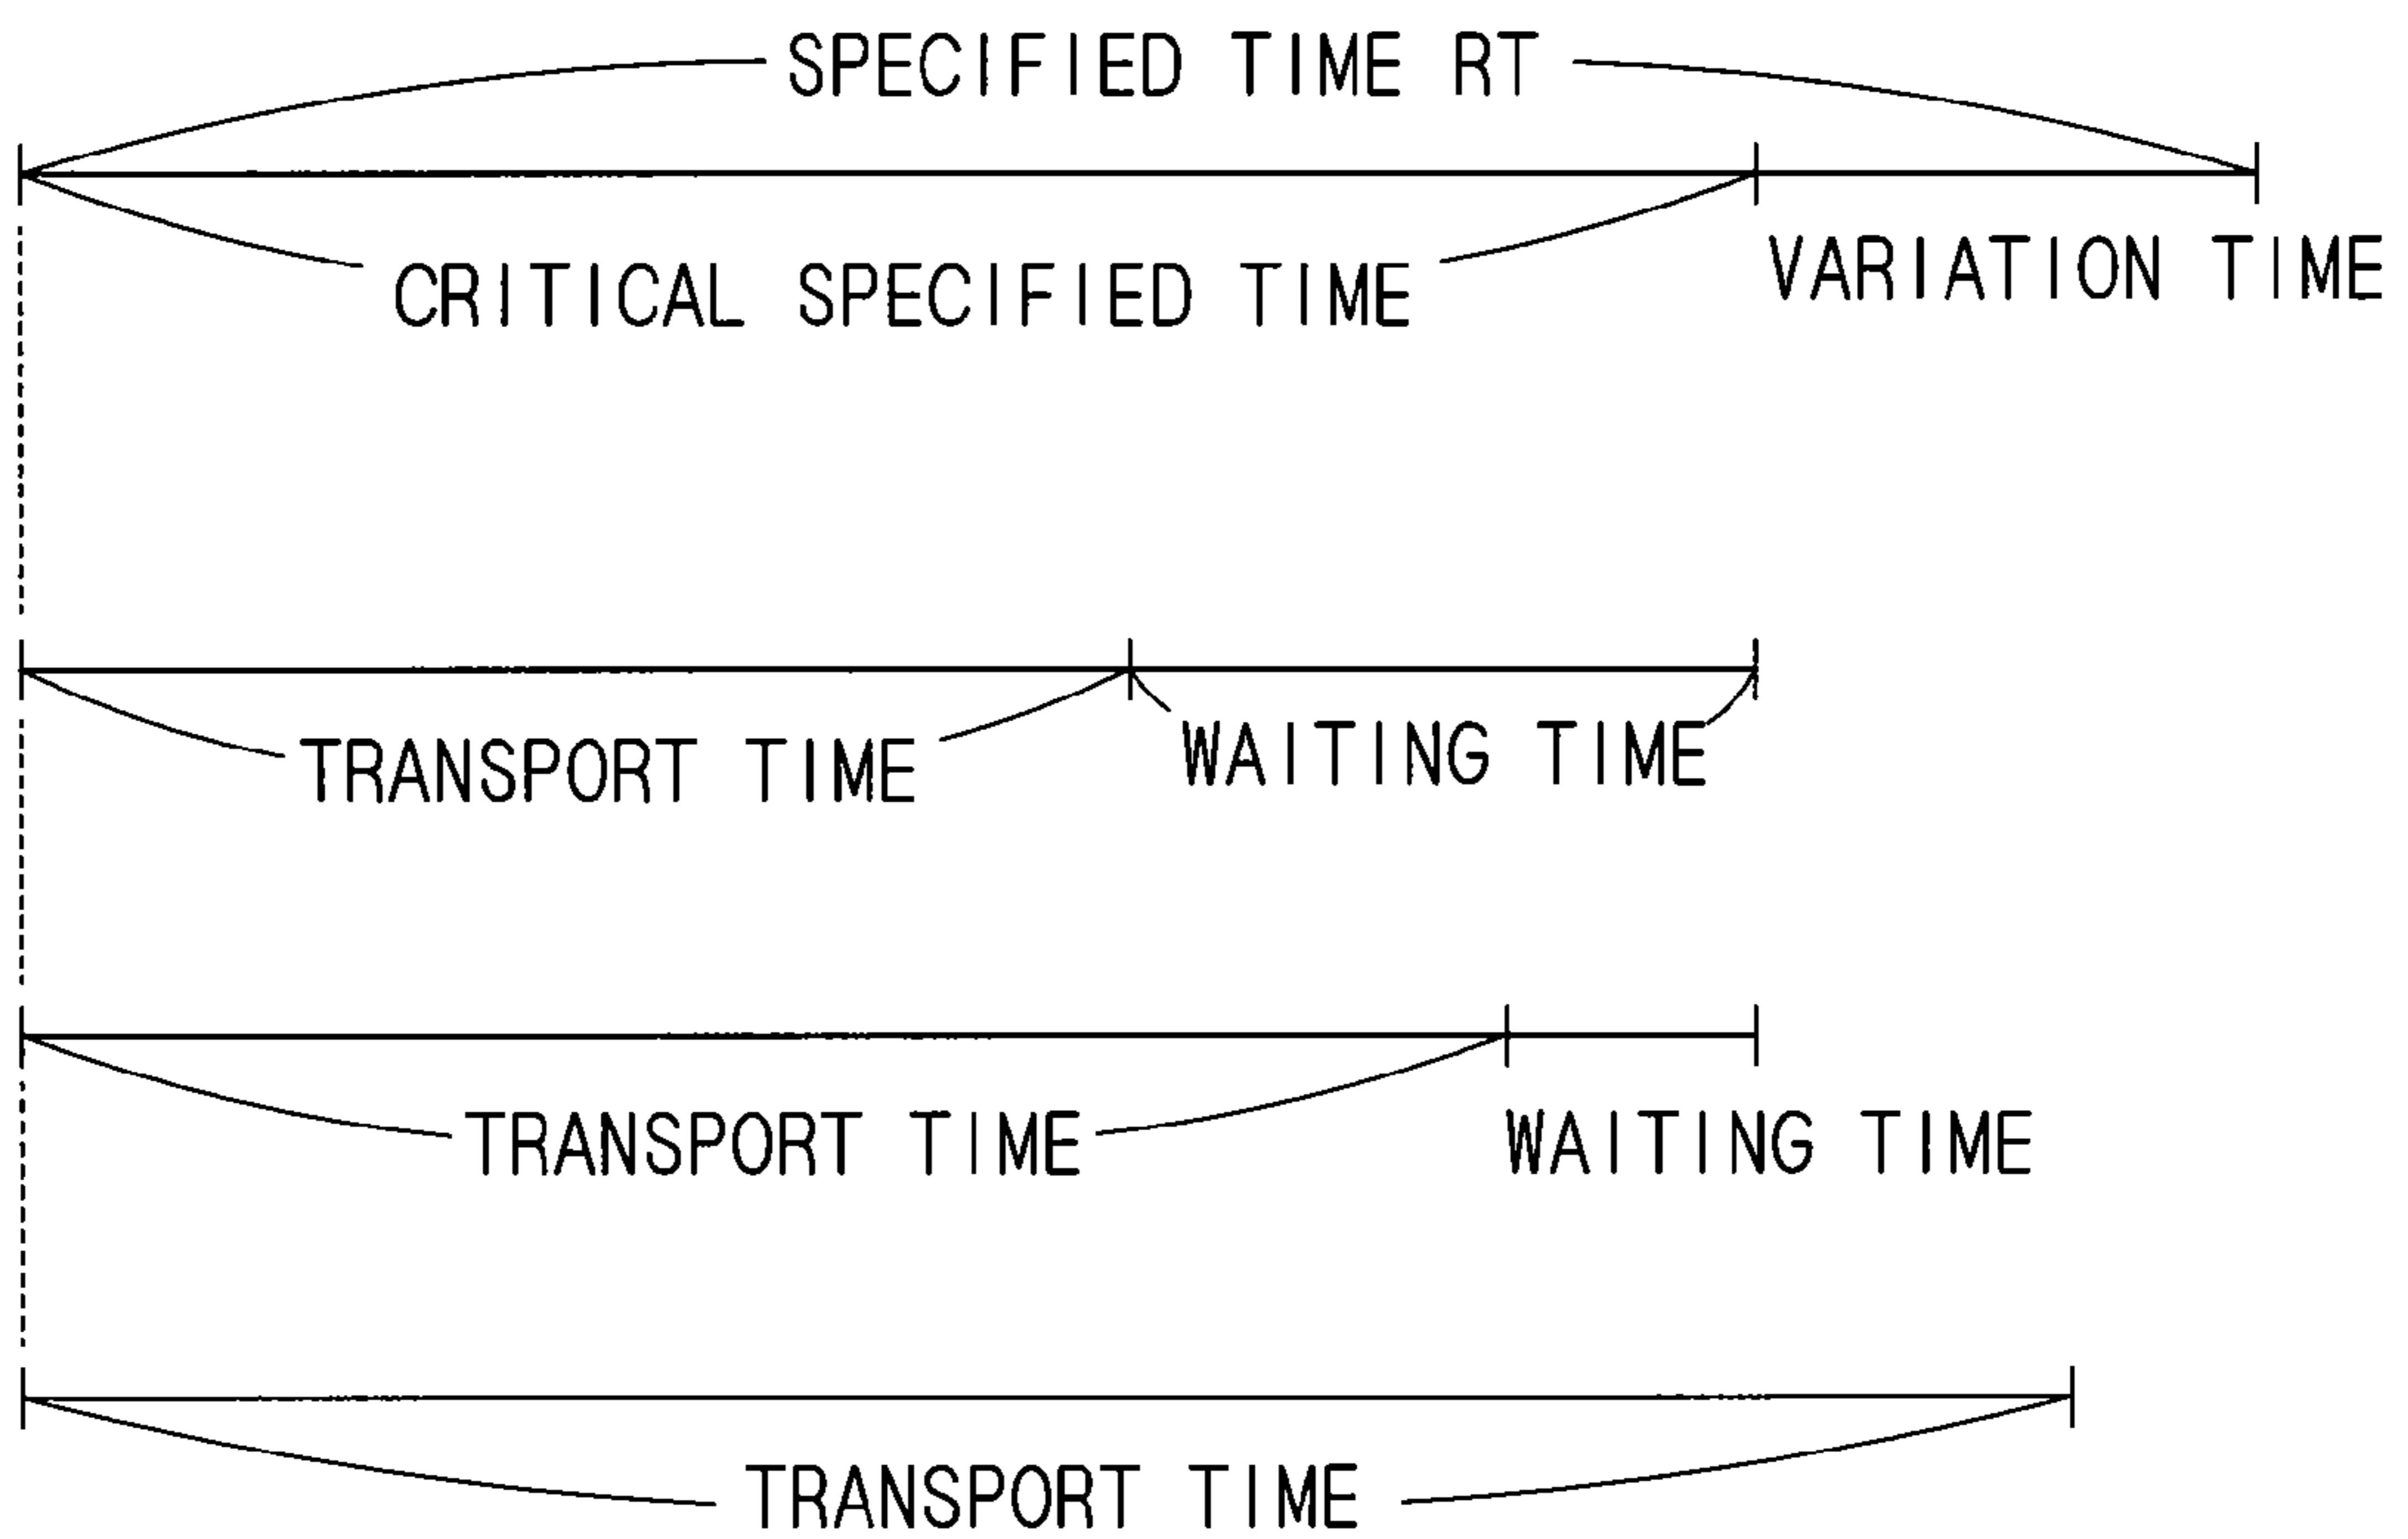 SPECIFIED TIME RT
CRITICAL SPECIFIED TIME
VARIATION TIME
TRANSPORT TIME
WAITING TIME
TRANSPORT TIME
WAITING TIME
TRANSPORT TIME